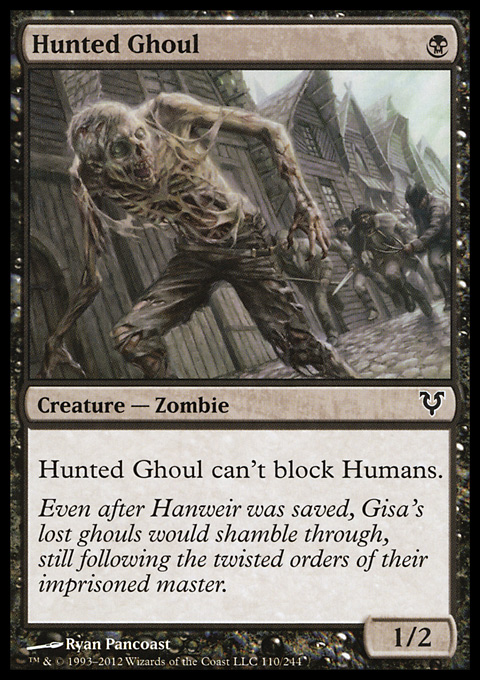 Hunted Ghoul
Creature — Zombie
Hunted Ghoul can't block Humans.
Even after Hanweir was saved, Gisa's
lost ghouls would shamble through,
still following the twisted orders of their
imprisoned master.
1/2
Ryan Pancoast
™ & © 1993–2012 Wizards of the Coast LLC 110/244